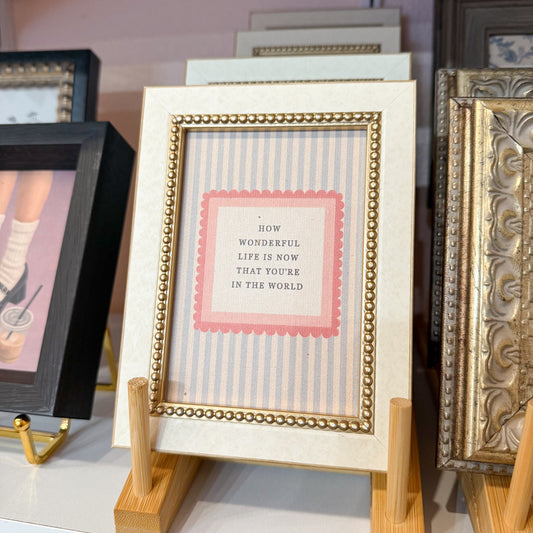 HOW
WONDERFUL
LIFE IS NOW
THAT YOU'RE
IN THE WORLD